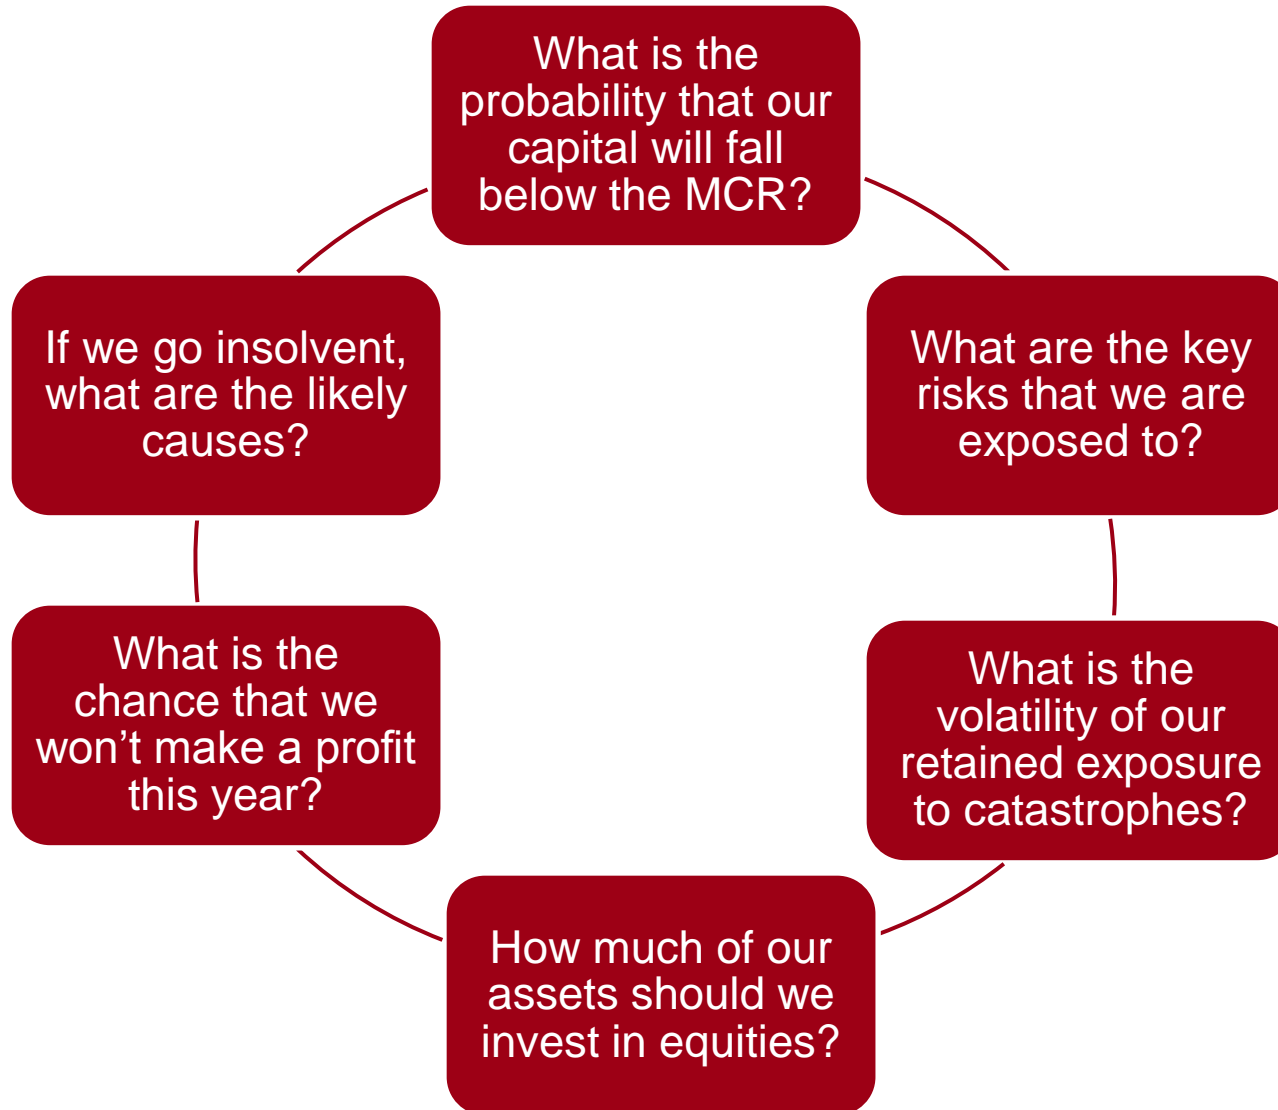 What is the
probability that our
capital will fall
below the MCR?
What are the key
risks that we are
exposed to?
What is the
volatility of our
retained exposure
to catastrophes?
How much of our
assets should we
invest in equities?
What is the
chance that we
won’t make a profit
this year?
If we go insolvent,
what are the likely
causes?